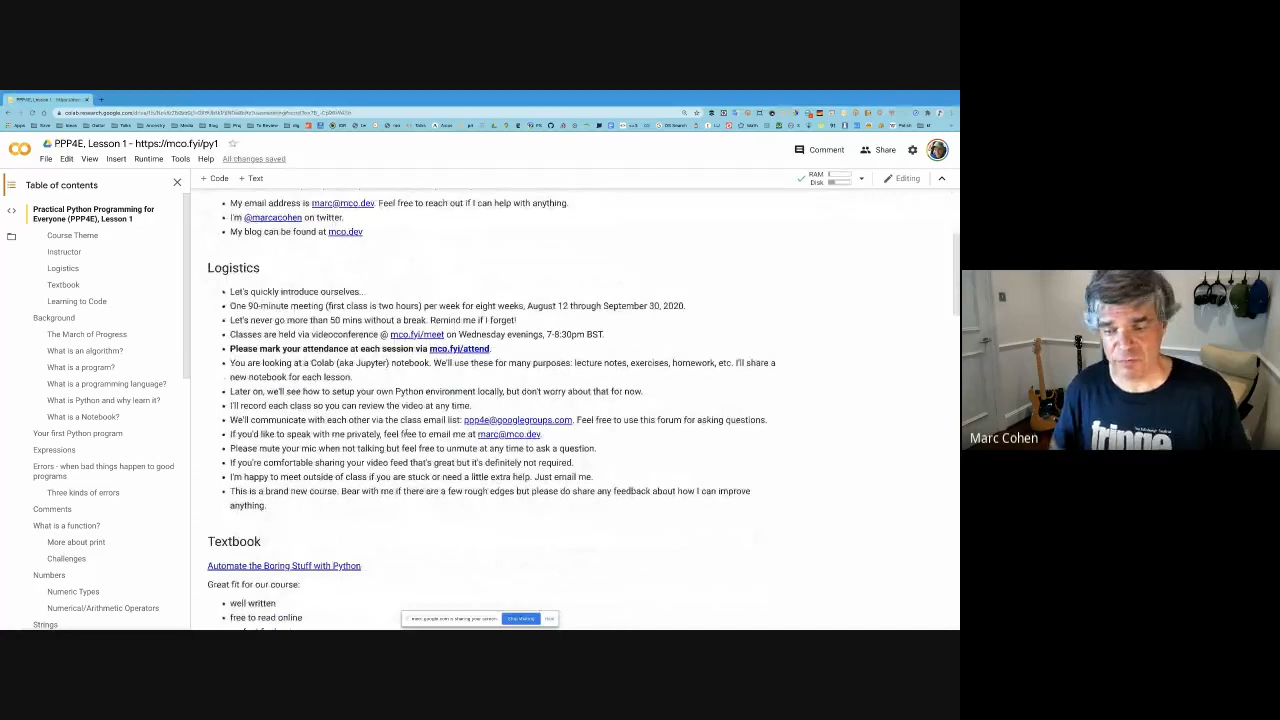 PPP4E, Lesson 1 - https://mco.fyi/py1
File Edit View Insert Runtime Tools Help All changes saved
Comment Share
+ Code + Text
RAM
Disk
Editing
Table of contents
Practical Python Programming for
Everyone (PPP4E), Lesson 1
Course Theme
Instructor
Logistics
Textbook
Learning to Code
Background
The March of Progress
What is an algorithm?
What is a program?
What is a programming language?
What is Python and why learn it?
What is a Notebook?
Your first Python program
Expressions
Errors - when bad things happen to good
programs
Three kinds of errors
Comments
What is a function?
More about print
Challenges
Numbers
Numeric Types
Numerical/Arithmetic Operators
Strings
My email address is marc@mco.dev. Feel free to reach out if I can help with anything.
I'm @marcacohen on twitter.
My blog can be found at mco.dev
Logistics
Let's quickly introduce ourselves...
One 90-minute meeting (first class is two hours) per week for eight weeks, August 12 through September 30, 2020.
Let's never go more than 50 mins without a break. Remind me if I forget!
Classes are held via videoconference @ mco.fyi/meet on Wednesday evenings, 7-8:30pm BST.
Please mark your attendance at each session via mco.fyi/attend.
You are looking at a Colab (aka Jupyter) notebook. We'll use these for many purposes: lecture notes, exercises, homework, etc. I'll share a
new notebook for each lesson.
Later on, we'll see how to setup your own Python environment locally, but don't worry about that for now.
I'll record each class so you can review the video at any time.
We'll communicate with each other via the class email list: ppp4e@googlegroups.com. Feel free to use this forum for asking questions.
If you'd like to speak with me privately, feel free to email me at marc@mco.dev.
Please mute your mic when not talking but feel free to unmute at any time to ask a question.
If you're comfortable sharing your video feed that's great but it's definitely not required.
I'm happy to meet outside of class if you are stuck or need a little extra help. Just email me.
This is a brand new course. Bear with me if there are a few rough edges but please do share any feedback about how I can improve
anything.
Textbook
Automate the Boring Stuff with Python
Great fit for our course:
well written
free to read online
meet.google.com is sharing your screen. Stop sharing Hide
fringe
Marc Cohen